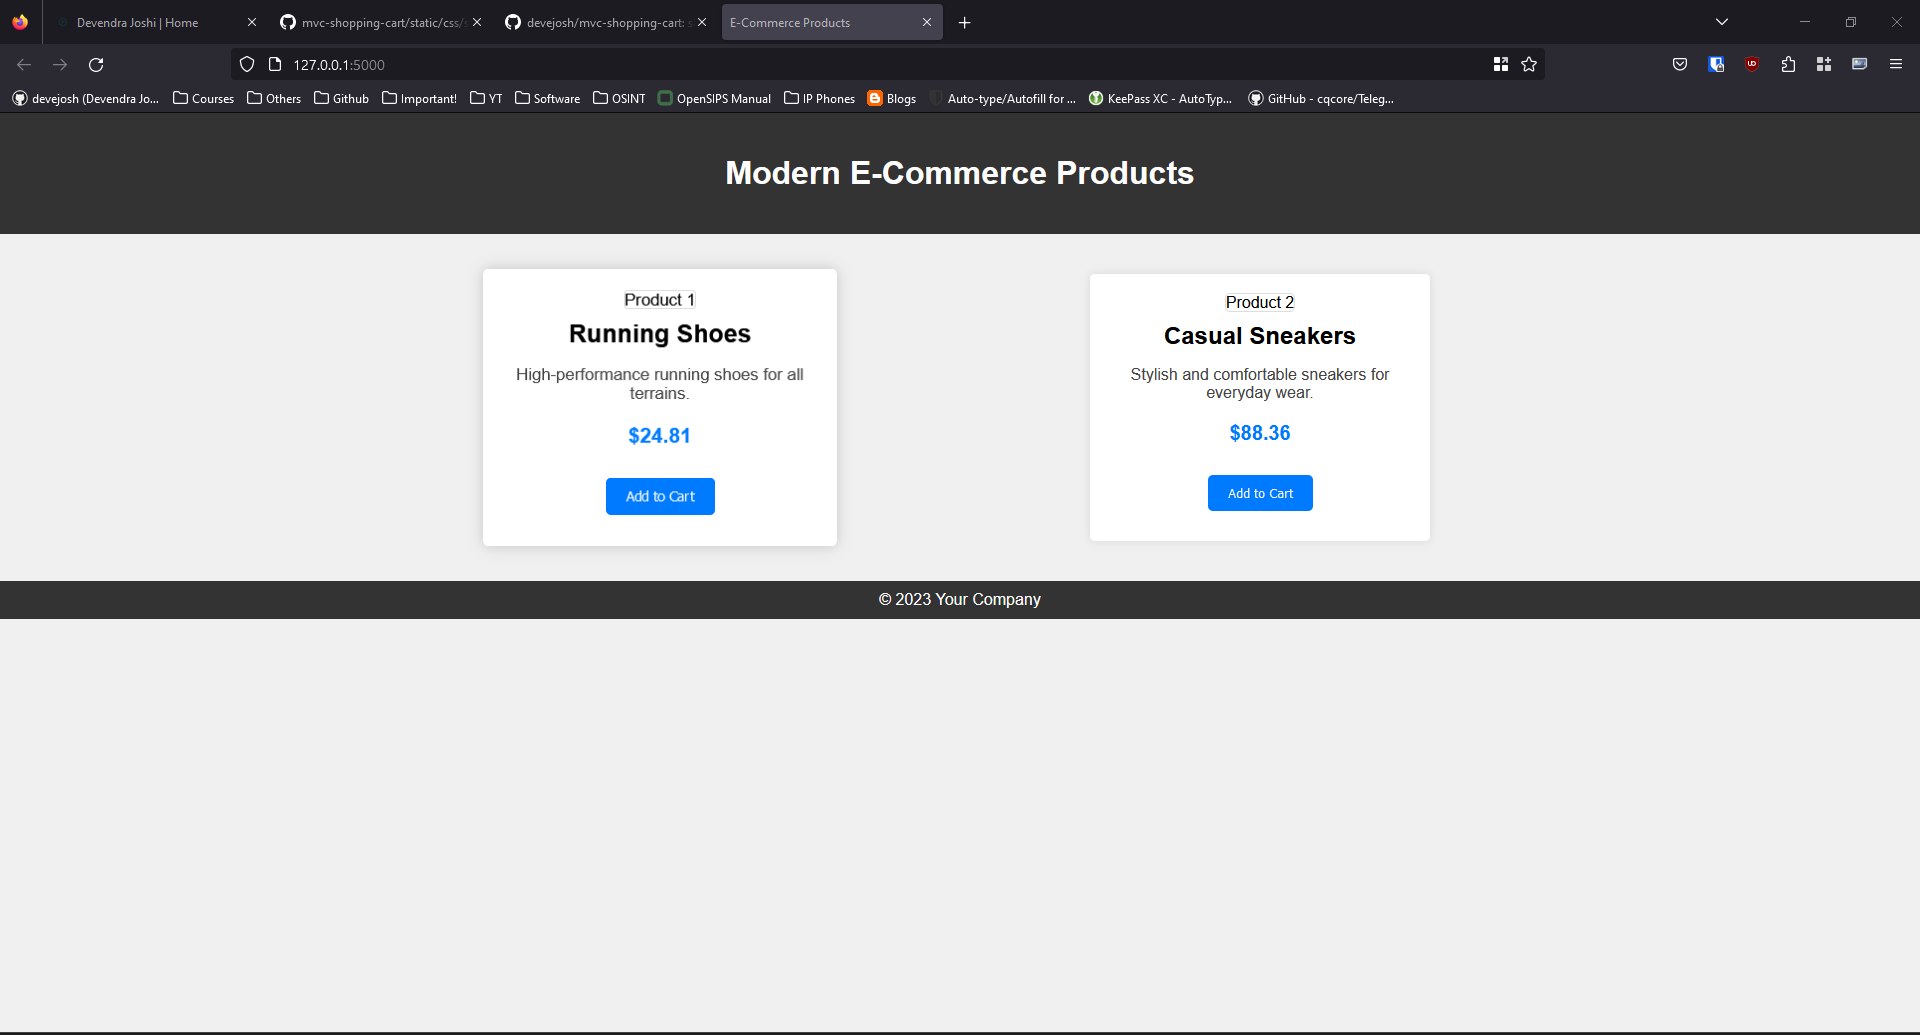 Devendra Joshi | Home
mvc-shopping-cart/static/css/
devejosh/mvc-shopping-cart:
E-Commerce Products
127.0.0.1:5000
devejosh (Devendra Jo...
Courses
Others
Github
Important!
YT
Software
OSINT
OpenSIPS Manual
IP Phones
Blogs
Auto-type/Autofill for ...
KeePass XC - AutoTyp...
GitHub - cqcore/Teleg...
Modern E-Commerce Products
Product 1
Running Shoes
High-performance running shoes for all
terrains.
$24.81
Add to Cart
Product 2
Casual Sneakers
Stylish and comfortable sneakers for
everyday wear.
$88.36
Add to Cart
© 2023 Your Company